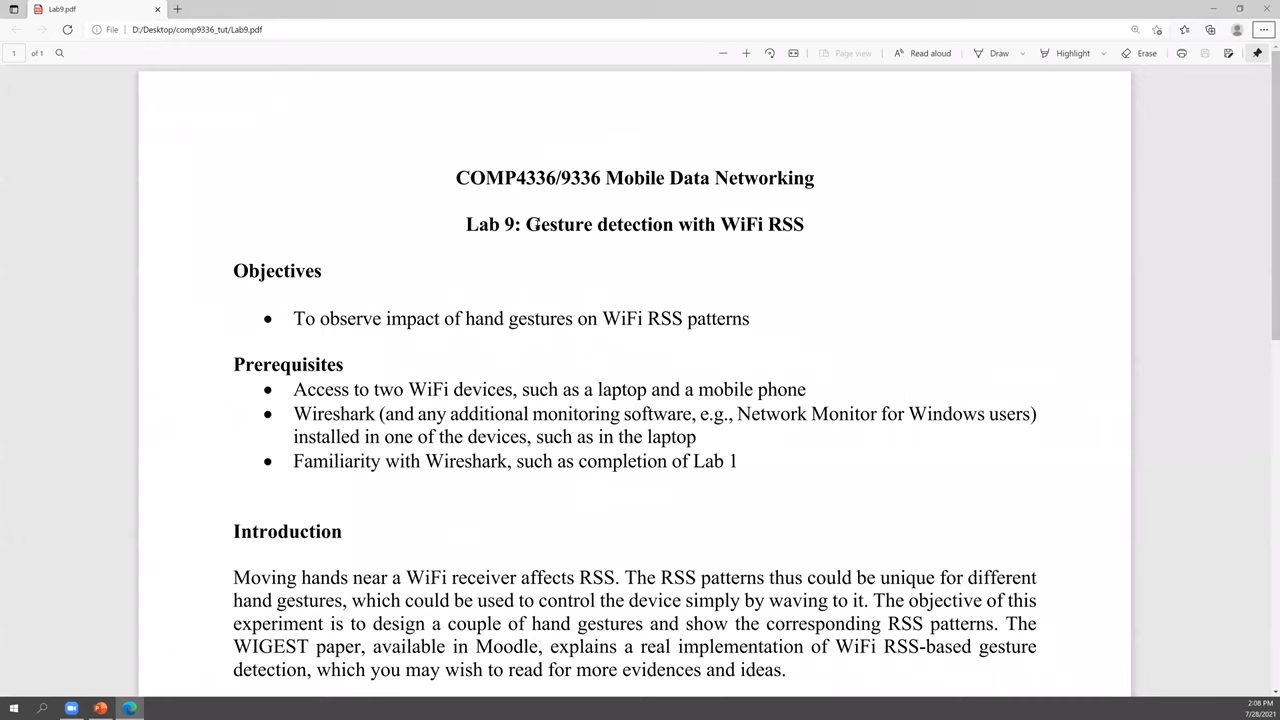 Lab9.pdf
File D:/Desktop/comp9336_tut/Lab9.pdf
1 of 1 Page view Read aloud Draw Highlight Erase
COMP4336/9336 Mobile Data Networking
Lab 9: Gesture detection with WiFi RSS
Objectives
• To observe impact of hand gestures on WiFi RSS patterns
Prerequisites
• Access to two WiFi devices, such as a laptop and a mobile phone
• Wireshark (and any additional monitoring software, e.g., Network Monitor for Windows users)
installed in one of the devices, such as in the laptop
• Familiarity with Wireshark, such as completion of Lab 1
Introduction
Moving hands near a WiFi receiver affects RSS. The RSS patterns thus could be unique for different
hand gestures, which could be used to control the device simply by waving to it. The objective of this
experiment is to design a couple of hand gestures and show the corresponding RSS patterns. The
WIGEST paper, available in Moodle, explains a real implementation of WiFi RSS-based gesture
detection, which you may wish to read for more evidences and ideas.
2:08 PM
7/28/2021